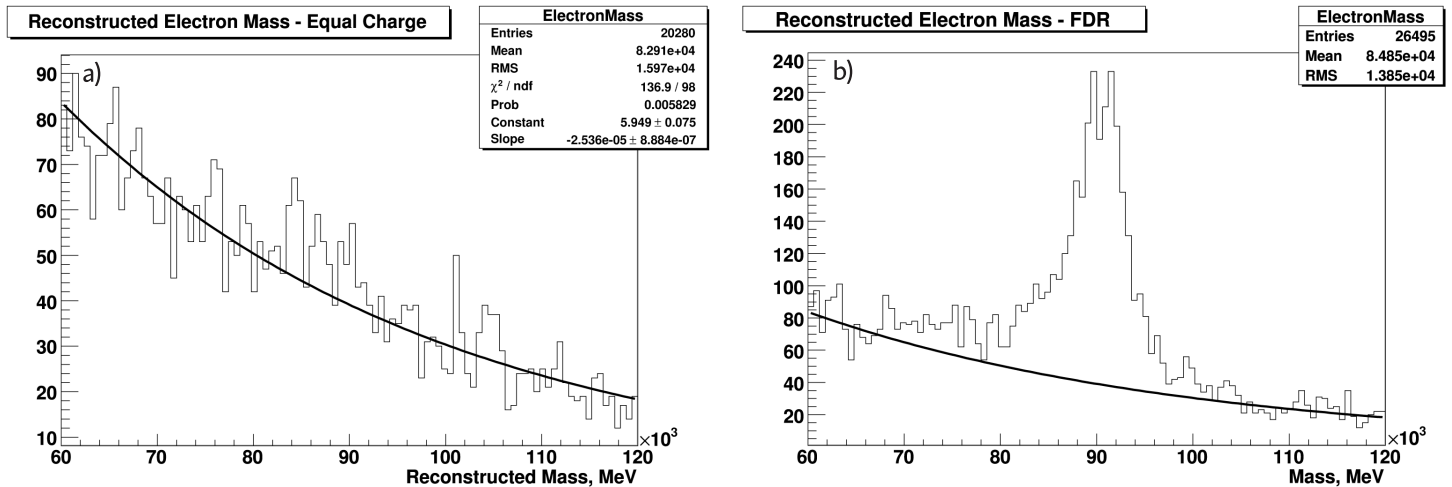 Reconstructed Electron Mass - Equal Charge
ElectronMass
Entries 20280
Mean 8.291e+04
RMS 1.597e+04
χ² / ndf 136.9 / 98
Prob 0.005829
Constant 5.949 ± 0.075
Slope -2.536e-05 ± 8.884e-07
a)
90
80
70
60
50
40
30
20
10
60 70 80 90 100 110 120
×10³
Reconstructed Mass, MeV
Reconstructed Electron Mass - FDR
ElectronMass
Entries 26495
Mean 8.485e+04
RMS 1.385e+04
b)
240
220
200
180
160
140
120
100
80
60
40
20
60 70 80 90 100 110 120
×10³
Mass, MeV